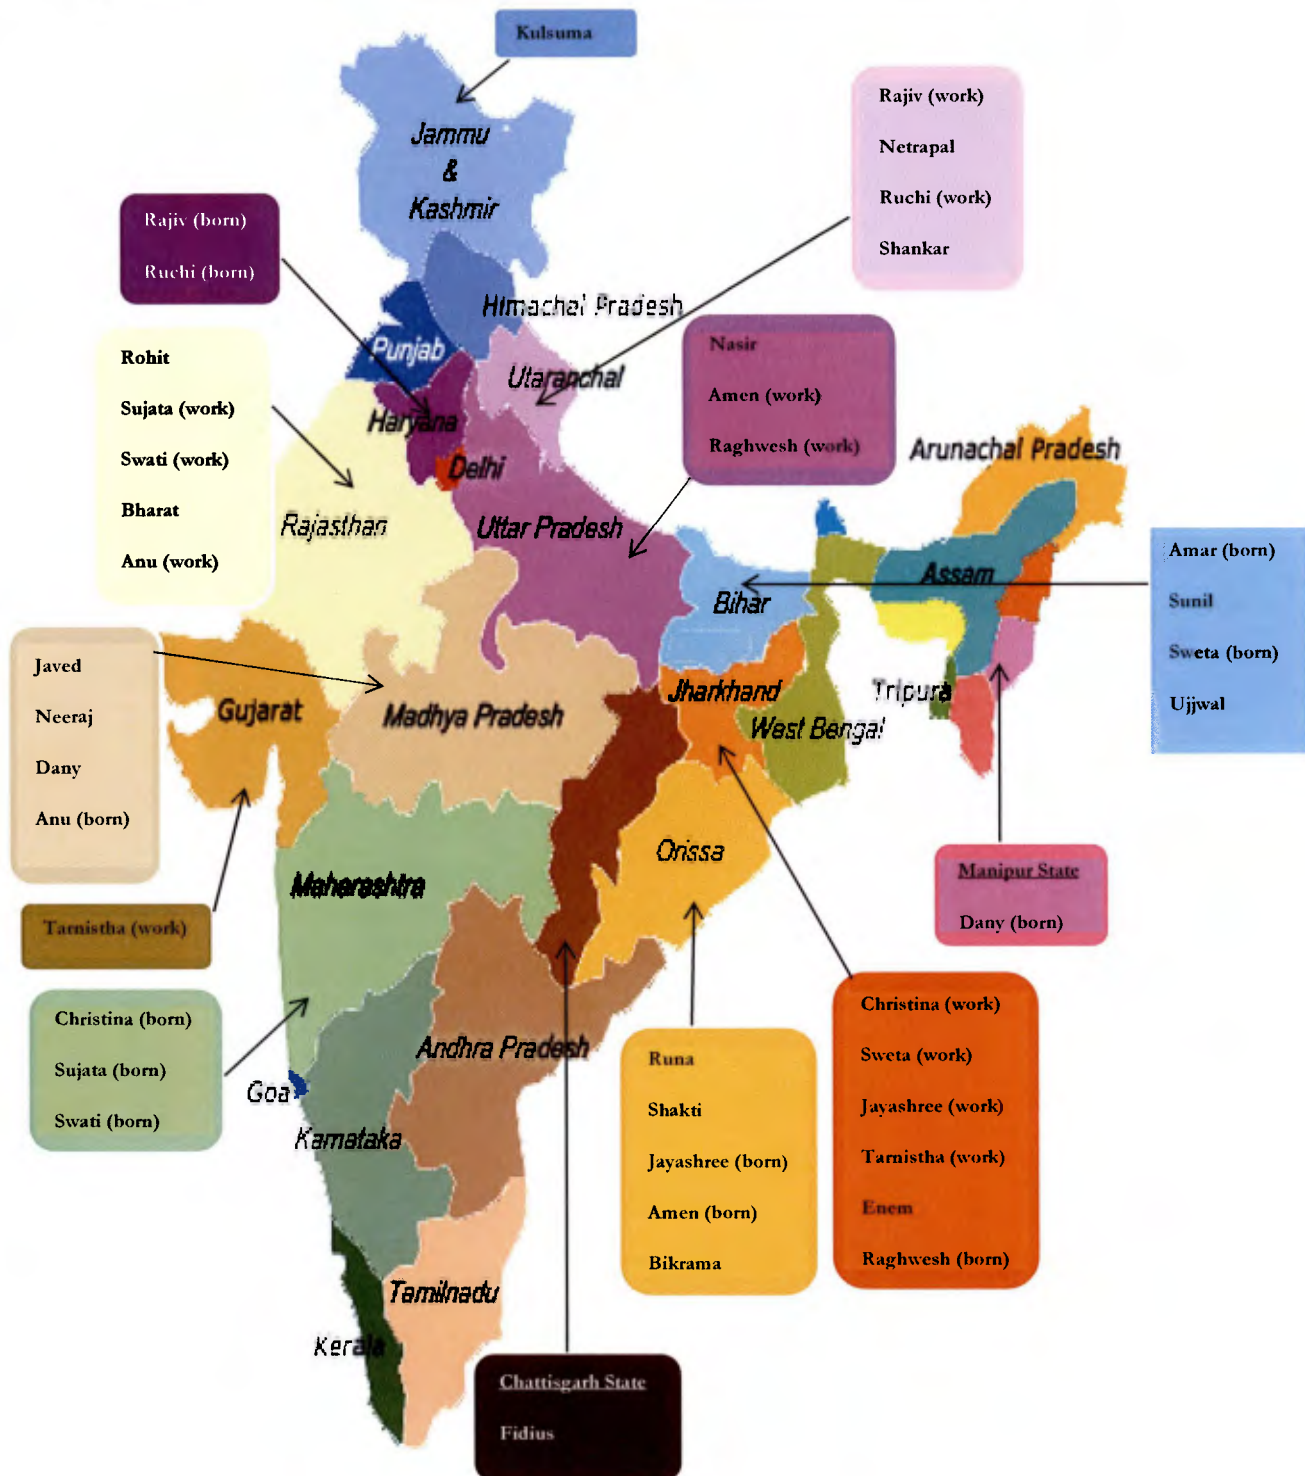 Kulsuma
Rajiv (work)
Netrapal
Ruchi (work)
Shankar
Jammu
&
Kashmir
Rajiv (born)
Ruchi (born)
Himachal Pradesh
Punjab
Utaranchal
Haryana
Delhi
Rohit
Sujata (work)
Swati (work)
Bharat
Anu (work)
Nasir
Amen (work)
Raghwesh (work)
Arunachal Pradesh
Rajasthan
Uttar Pradesh
Assam
Bihar
Amar (born)
Sunil
Sweta (born)
Ujjwal
Javed
Neeraj
Dany
Anu (born)
Gujarat
Madhya Pradesh
Jharkhand
West Bengal
Tripura
Orissa
Maharashtra
Manipur State
Dany (born)
Tarnistha (work)
Christina (born)
Sujata (born)
Swati (born)
Andhra Pradesh
Goa
Karnataka
Runa
Shakti
Jayashree (born)
Amen (born)
Bikrama
Christina (work)
Sweta (work)
Jayashree (work)
Tarnistha (work)
Enem
Raghwesh (born)
Tamilnadu
Kerala
Chattisgarh State
Fidius